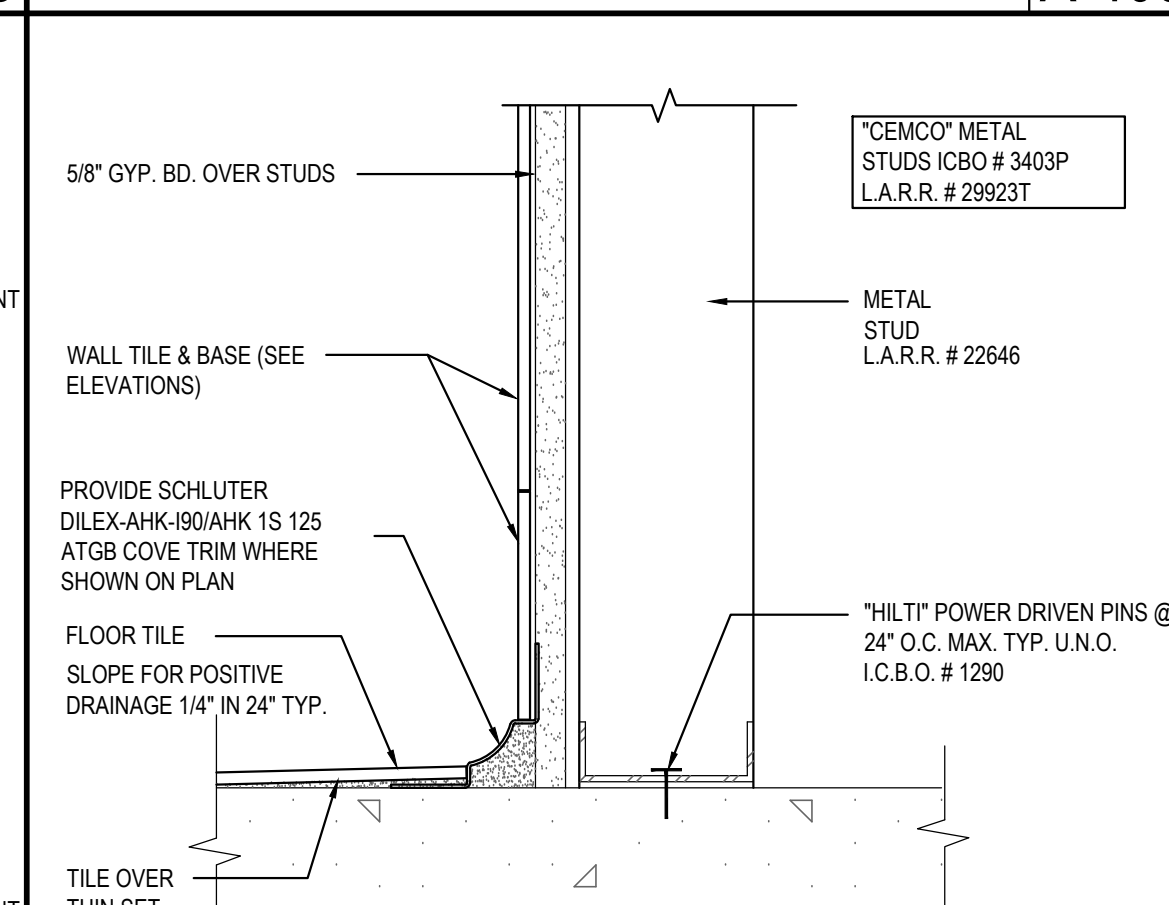 5/8" GYP. BD. OVER STUDS
"CEMCO" METAL
STUDS ICBO # 3403P
L.A.R.R. # 29923T
METAL
STUD
L.A.R.R. # 22646
WALL TILE & BASE (SEE
ELEVATIONS)
PROVIDE SCHLUTER
DILEX-AHK-I90/AHK 1S 125
ATGB COVE TRIM WHERE
SHOWN ON PLAN
FLOOR TILE
SLOPE FOR POSITIVE
DRAINAGE 1/4" IN 24" TYP.
"HILTI" POWER DRIVEN PINS @
24" O.C. MAX. TYP. U.N.O.
I.C.B.O. # 1290
TILE OVER
THIN SET